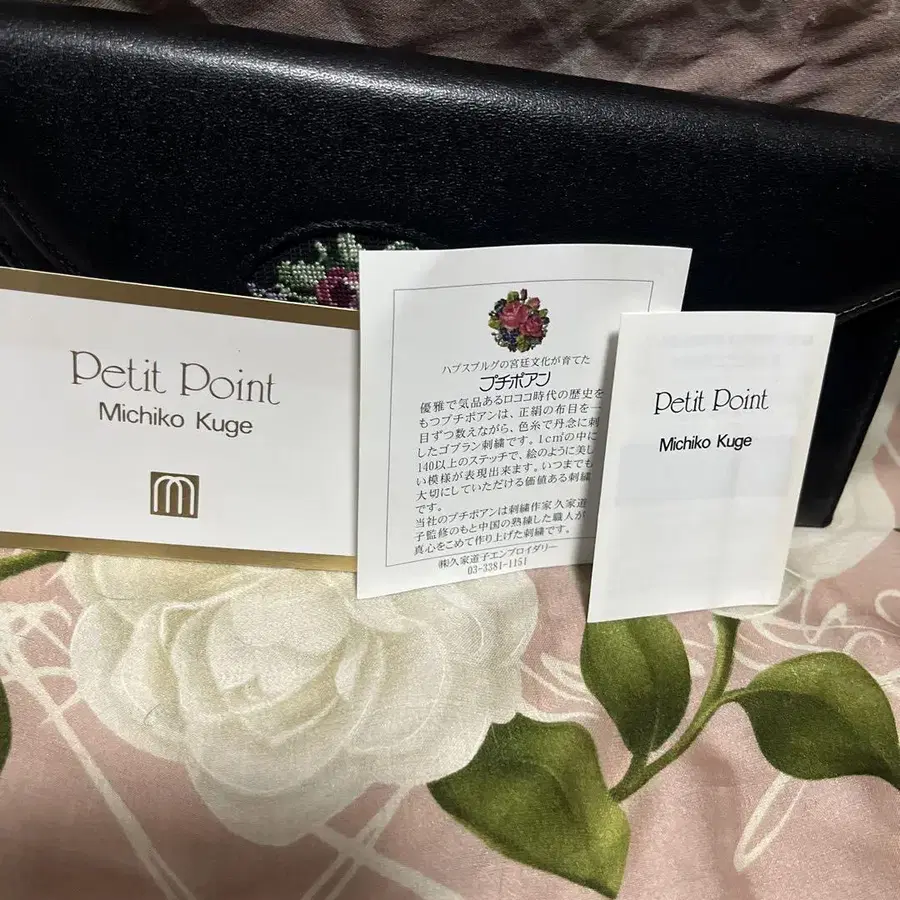 Petit Point
Michiko Kuge
ハプスブルグの宮廷文化が育てた
プチポアン
優雅で気品あるロココ時代の歴史を
もつプチポアンは、正絹の布目を一
目ずつ数えながら、色糸で丹念に刺
したゴブラン刺繍です。1c㎡の中に
140以上のステッチで、絵のように美し
い模様が表現出来ます。いつまでも
大切にしていただける価値ある刺繍
です。
当社のプチポアンは刺繍作家 久家道
子監修のもと中国の熟練した職人が
真心をこめて作り上げた刺繍です。
㈱久家道子エンブロイダリー
03-3381-1151
Petit Point
Michiko Kuge